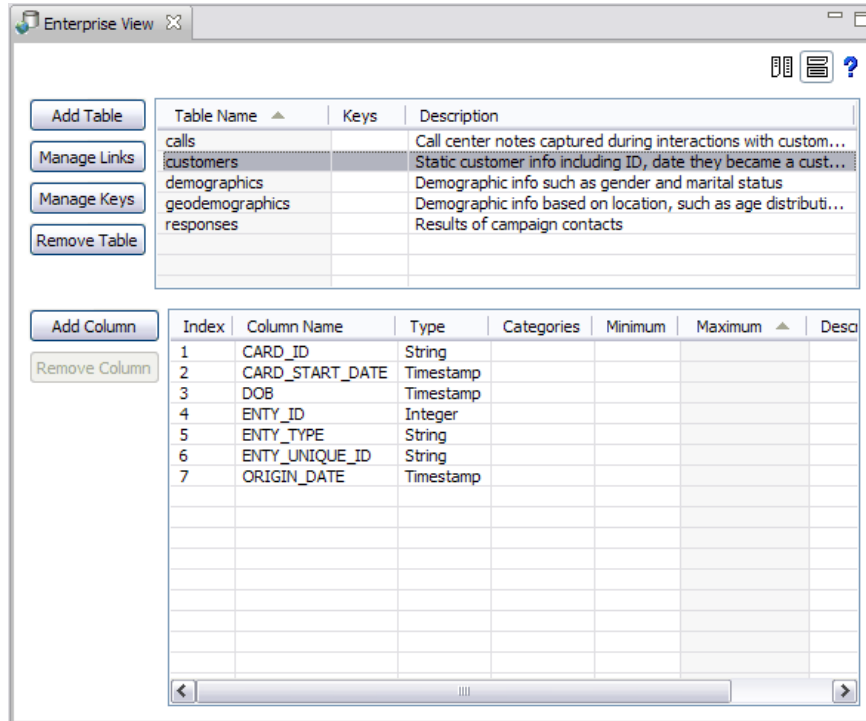 Enterprise View
?
Add Table
Manage Links
Manage Keys
Remove Table
Table Name Keys Description
calls Call center notes captured during interactions with custom...
customers Static customer info including ID, date they became a cust...
demographics Demographic info such as gender and marital status
geodemographics Demographic info based on location, such as age distributi...
responses Results of campaign contacts
Add Column
Remove Column
Index Column Name Type Categories Minimum Maximum Descr
1 CARD_ID String
2 CARD_START_DATE Timestamp
3 DOB Timestamp
4 ENTY_ID Integer
5 ENTY_TYPE String
6 ENTY_UNIQUE_ID String
7 ORIGIN_DATE Timestamp